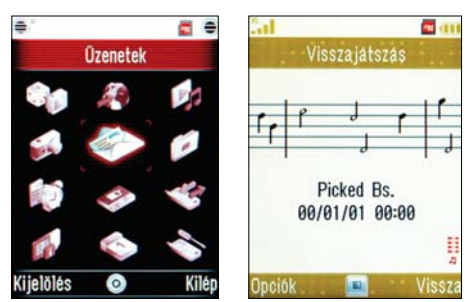 Üzenetek
Kijelölés
Kilép
Visszajátszás
Picked Bs.
00/01/01 00:00
Opciók
Vissza